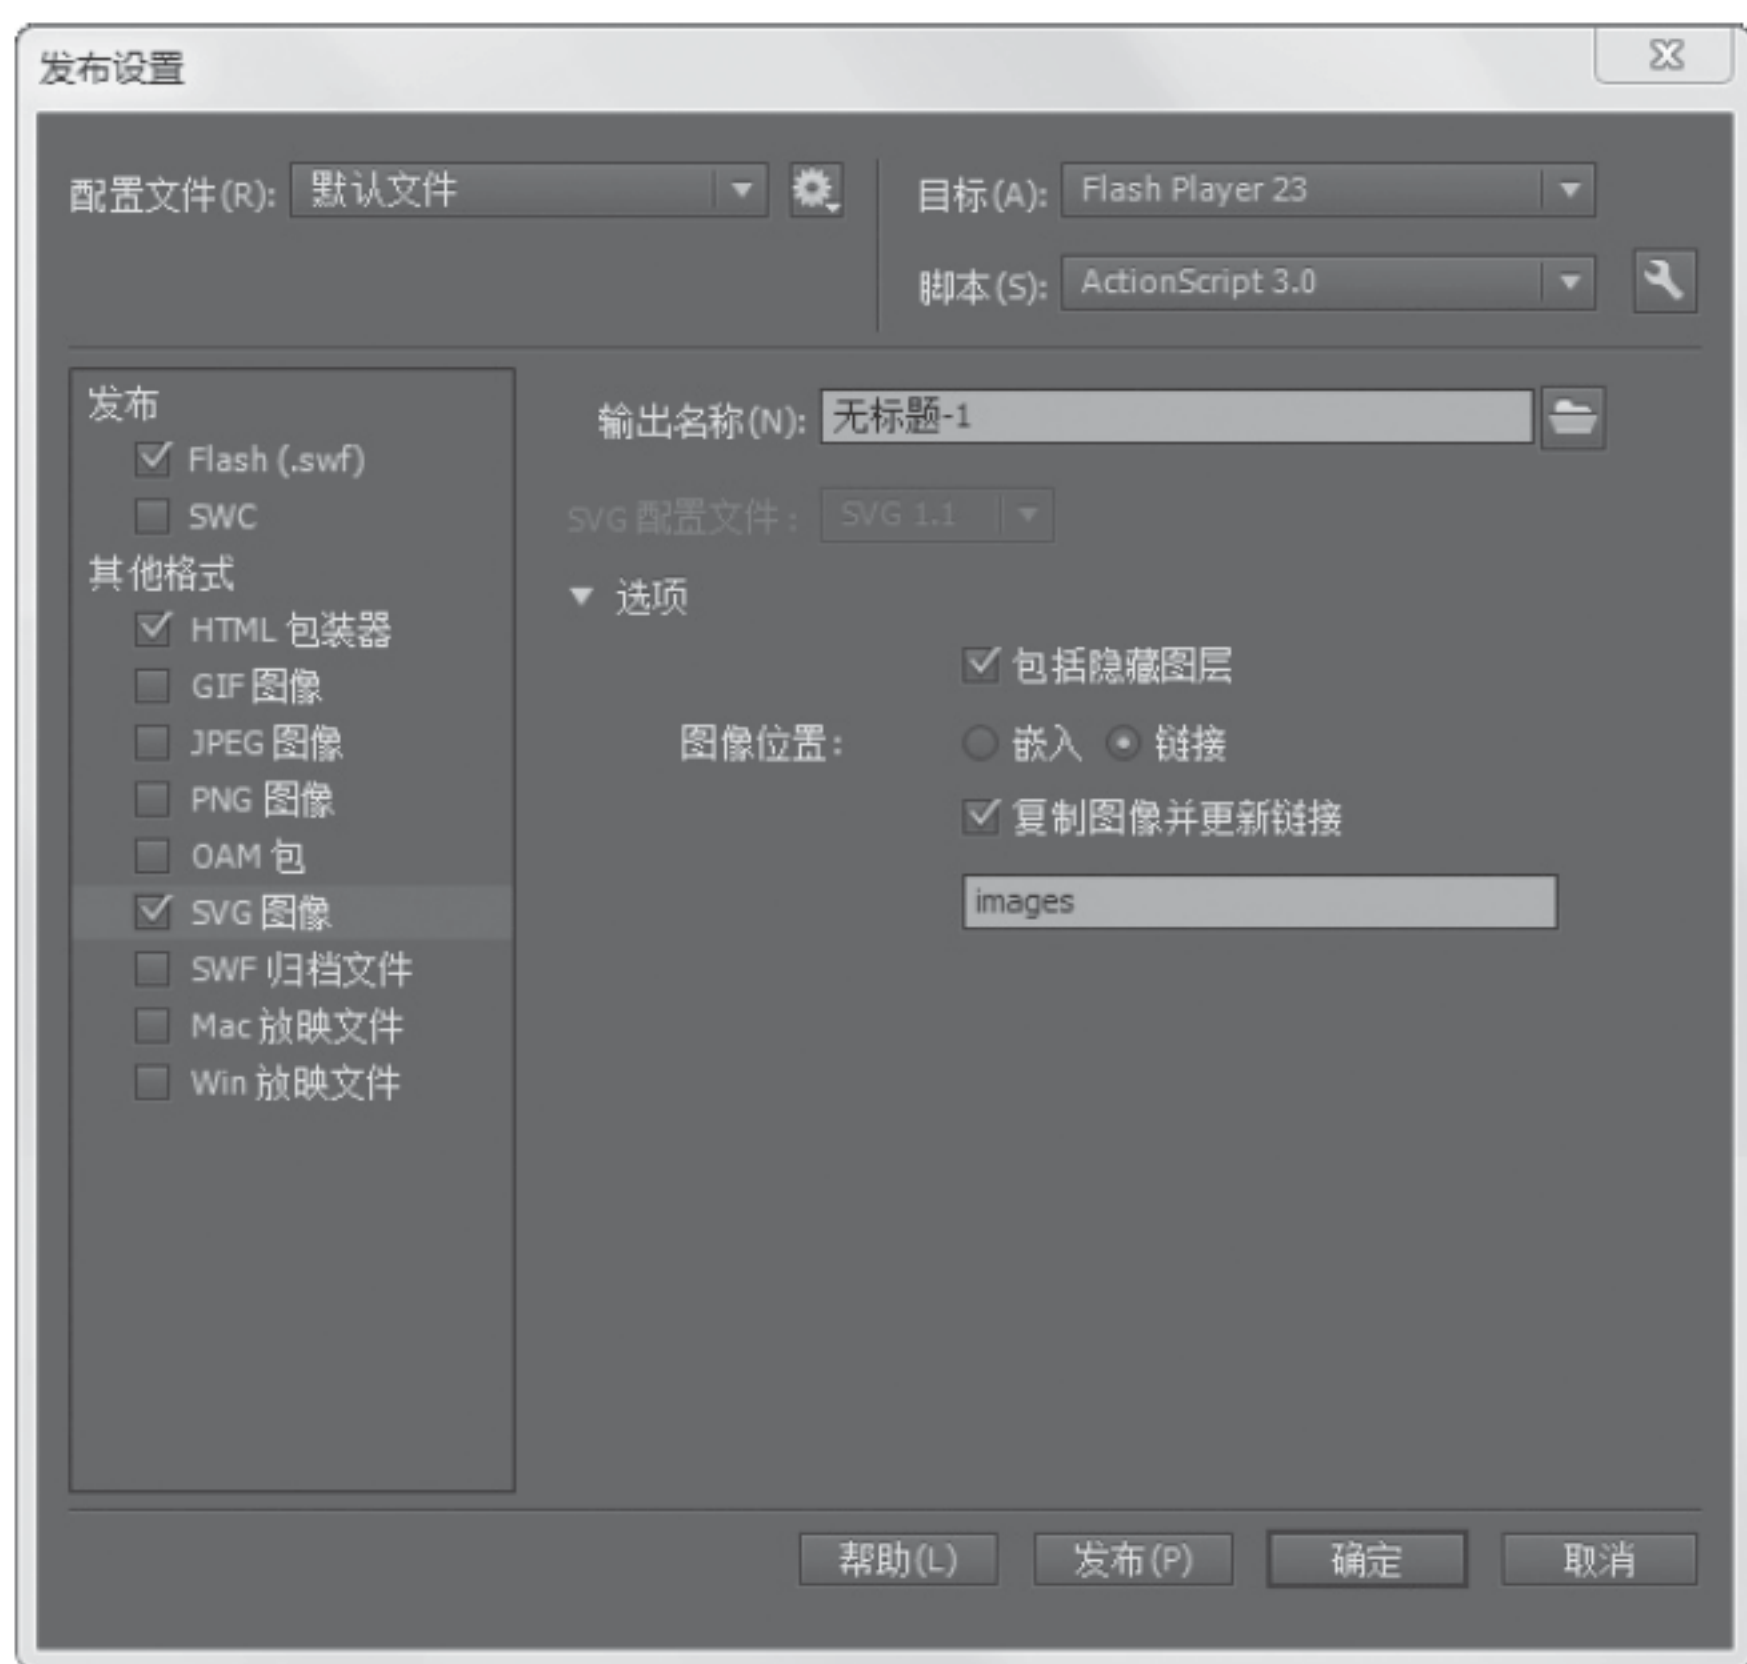 发布设置
配置文件(R): 默认文件
目标(A): Flash Player 23
脚本(S): ActionScript 3.0
发布
Flash (.swf)
SWC
其他格式
HTML 包装器
GIF 图像
JPEG 图像
PNG 图像
OAM 包
SVG 图像
SWF 归档文件
Mac 放映文件
Win 放映文件
输出名称(N): 无标题-1
SVG 配置文件: SVG 1.1
选项
包括隐藏图层
图像位置: 嵌入 链接
复制图像并更新链接
images
帮助(L) 发布(P) 确定 取消